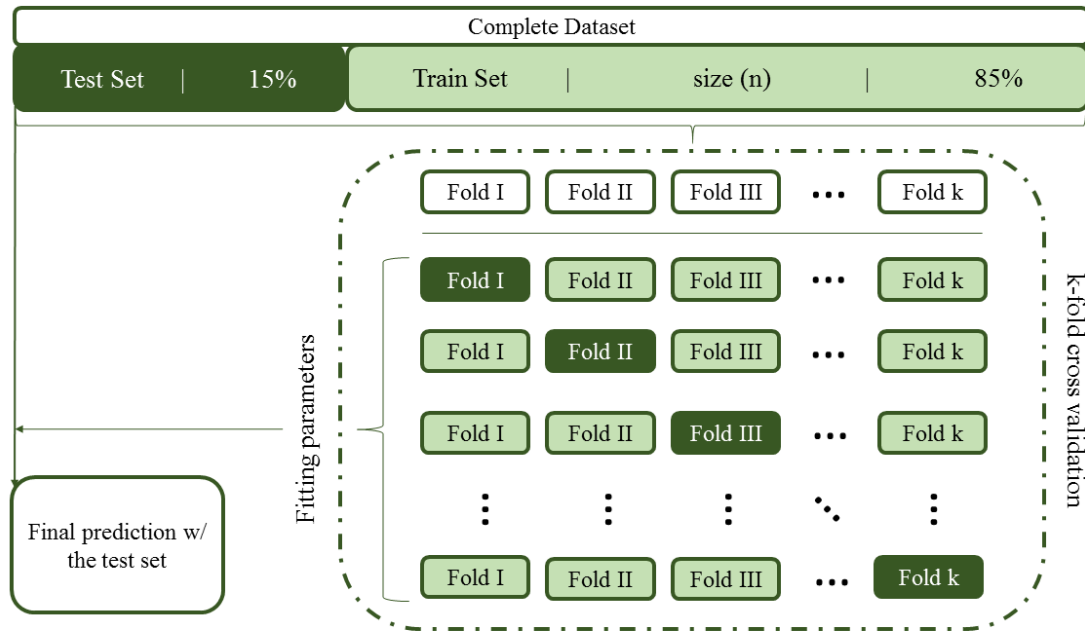 Complete Dataset
Test Set | 15% Train Set | size (n) | 85%
Fold I Fold II Fold III ... Fold k
Fold I Fold II Fold III ... Fold k
Fold I Fold II Fold III ... Fold k
Fold I Fold II Fold III ... Fold k
Fold I Fold II Fold III ... Fold k
Fitting parameters
k-fold cross validation
Final prediction w/
the test set